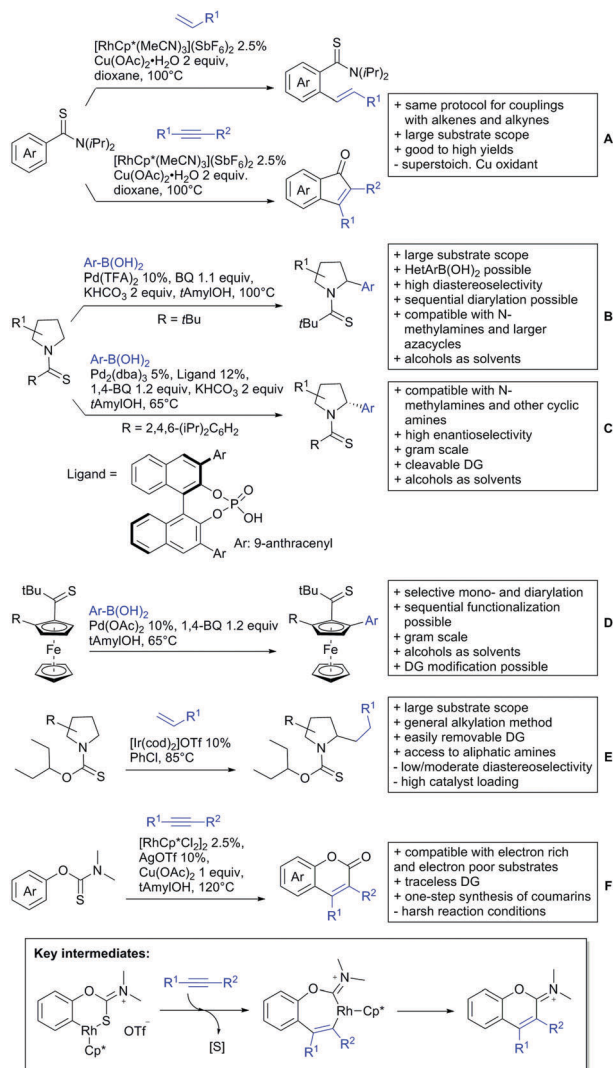 R1
[RhCp*(MeCN)3](SbF6)2 2.5%
Cu(OAc)2•H2O 2 equiv,
dioxane, 100°C
S
Ar
N(iPr)2
R1
S
Ar
N(iPr)2
R1
R2
[RhCp*(MeCN)3](SbF6)2 2.5%
Cu(OAc)2•H2O 2 equiv.
dioxane, 100°C
O
Ar
R2
R1
+ same protocol for couplings
with alkenes and alkynes
+ large substrate scope
+ good to high yields
- superstoich. Cu oxidant
A
R1
N
R
S
Ar-B(OH)2
Pd(TFA)2 10%, BQ 1.1 equiv,
KHCO3 2 equiv, tAmylOH, 100°C
R = tBu
R1
Ar
N
tBu
S
+ large substrate scope
+ HetArB(OH)2 possible
+ high diastereoselectivity
+ sequential diarylation possible
+ compatible with N-
methylamines and larger
azacycles
+ alcohols as solvents
B
Ar-B(OH)2
Pd2(dba)3 5%, Ligand 12%,
1,4-BQ 1.2 equiv, KHCO3 2 equiv
tAmylOH, 65°C
R = 2,4,6-(iPr)2C6H2
R1
Ar
N
R
S
+ compatible with N-
methylamines and other cyclic
amines
+ high enantioselectivity
+ gram scale
+ cleavable DG
+ alcohols as solvents
C
Ligand =
Ar
O
O
P
O
OH
Ar
Ar: 9-anthracenyl
tBu
S
R
Fe
Ar-B(OH)2
Pd(OAc)2 10%, 1,4-BQ 1.2 equiv
tAmylOH, 65°C
tBu
S
R
Ar
Fe
+ selective mono- and diarylation
+ sequential functionalization
possible
+ gram scale
+ alcohols as solvents
+ DG modification possible
D
R
N
O
S
R1
[Ir(cod)2]OTf 10%
PhCl, 85°C
R1
R
N
O
S
+ large substrate scope
+ general alkylation method
+ easily removable DG
+ access to aliphatic amines
- low/moderate diastereoselectivity
- high catalyst loading
E
Ar
O
N
S
R1
R2
[RhCp*Cl2]2 2.5%,
AgOTf 10%,
Cu(OAc)2 1 equiv,
tAmylOH, 120°C
Ar
O
O
R2
R1
+ compatible with electron rich
and electron poor substrates
+ traceless DG
+ one-step synthesis of coumarins
- harsh reaction conditions
F
Key intermediates:
O
N
+
S
Rh
Cp*
OTf−
R1
R2
[S]
O
N
+
Rh-Cp*
R1
R2
O
N
+
R2
R1